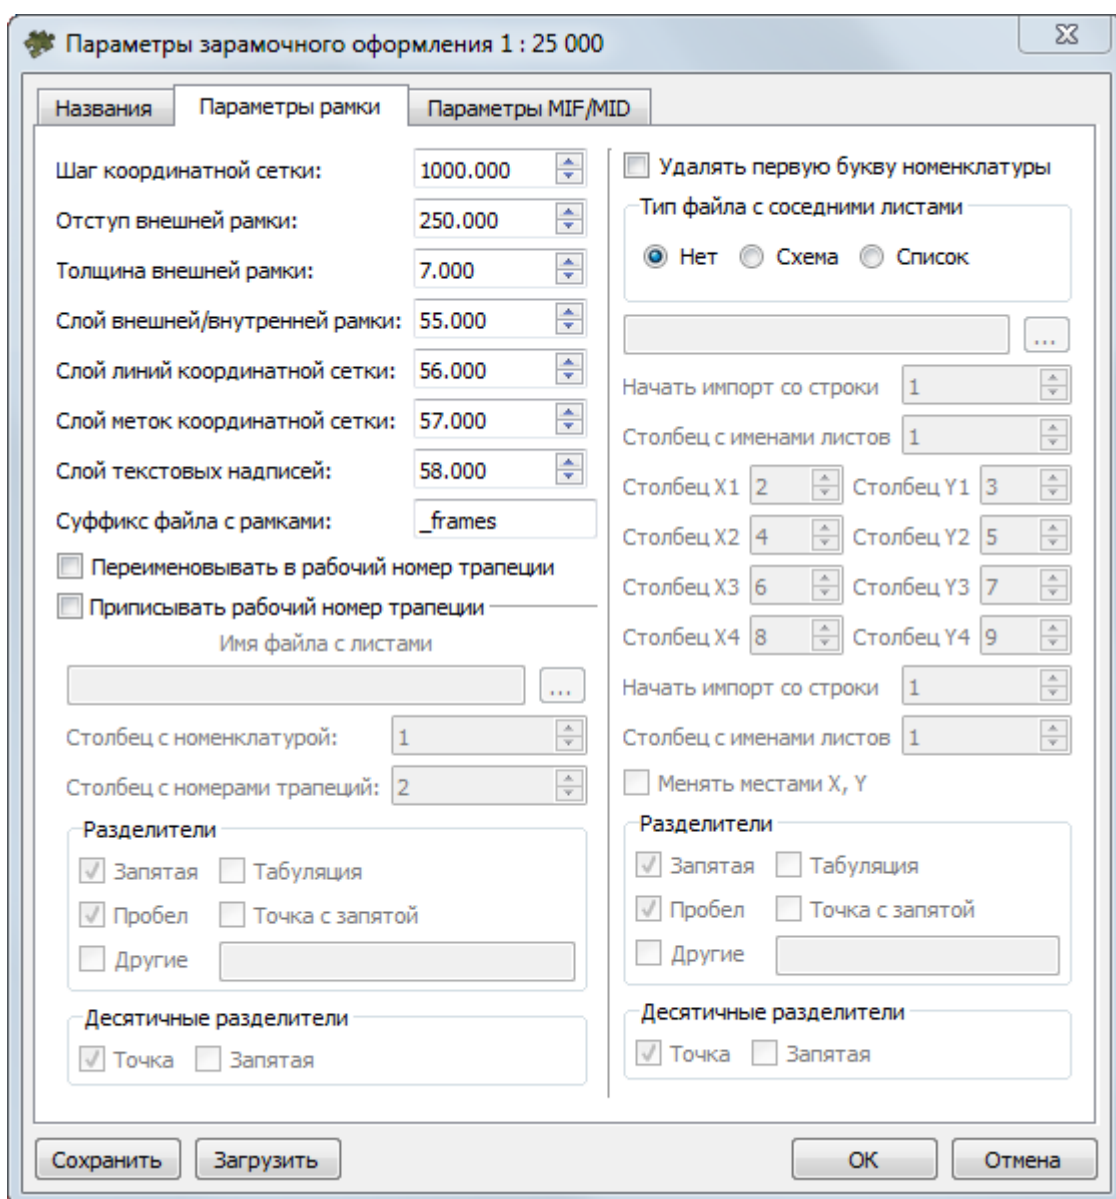 Параметры зарамочного оформления 1 : 25 000
Названия
Параметры рамки
Параметры MIF/MID
Шаг координатной сетки: 1000.000
Отступ внешней рамки: 250.000
Толщина внешней рамки: 7.000
Слой внешней/внутренней рамки: 55.000
Слой линий координатной сетки: 56.000
Слой меток координатной сетки: 57.000
Слой текстовых надписей: 58.000
Суффикс файла с рамками: _frames
Переименовывать в рабочий номер трапеции
Приписывать рабочий номер трапеции
Имя файла с листами
...
Столбец с номенклатурой: 1
Столбец с номерами трапеций: 2
Разделители
Запятая Табуляция
Пробел Точка с запятой
Другие
Десятичные разделители
Точка Запятая
Удалять первую букву номенклатуры
Тип файла с соседними листами
Нет Схема Список
...
Начать импорт со строки 1
Столбец с именами листов 1
Столбец X1 2 Столбец Y1 3
Столбец X2 4 Столбец Y2 5
Столбец X3 6 Столбец Y3 7
Столбец X4 8 Столбец Y4 9
Начать импорт со строки 1
Столбец с именами листов 1
Менять местами X, Y
Разделители
Запятая Табуляция
Пробел Точка с запятой
Другие
Десятичные разделители
Точка Запятая
Сохранить Загрузить OK Отмена